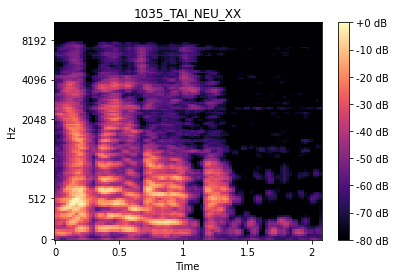 1035_TAI_NEU_XX
8192
4096
2048
1024
512
0
Hz
0
0.5
1
1.5
2
Time
+0 dB
-10 dB
-20 dB
-30 dB
-40 dB
-50 dB
-60 dB
-70 dB
-80 dB